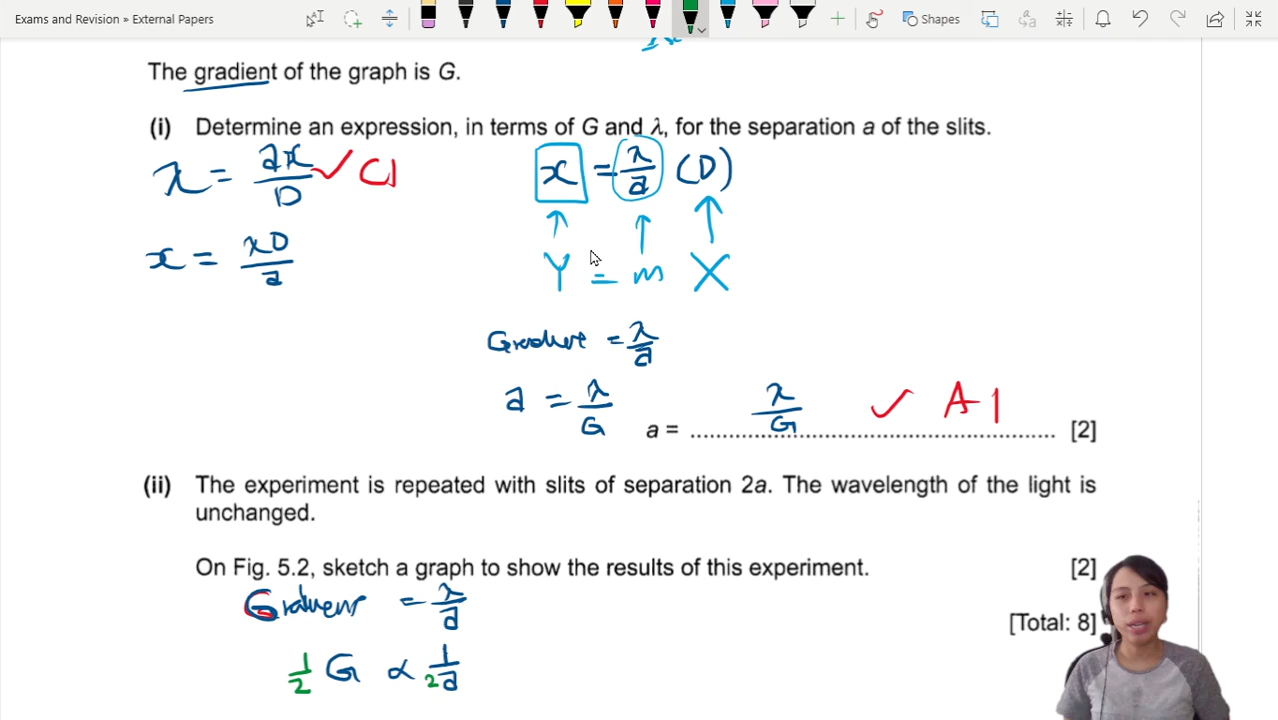 Exams and Revision » External Papers
Shapes
The gradient of the graph is G.
(i) Determine an expression, in terms of G and λ, for the separation a of the slits.
λ = ax/D ✓ C1
x = λ/a (D)
x = λD/a
Y = m X
Gradient = λ/a
a = λ/G
a = λ/G ✓ A1 [2]
(ii) The experiment is repeated with slits of separation 2a. The wavelength of the light is
unchanged.
On Fig. 5.2, sketch a graph to show the results of this experiment. [2]
Gradient = λ/a
[Total: 8]
1/2 G ∝ 1/2a